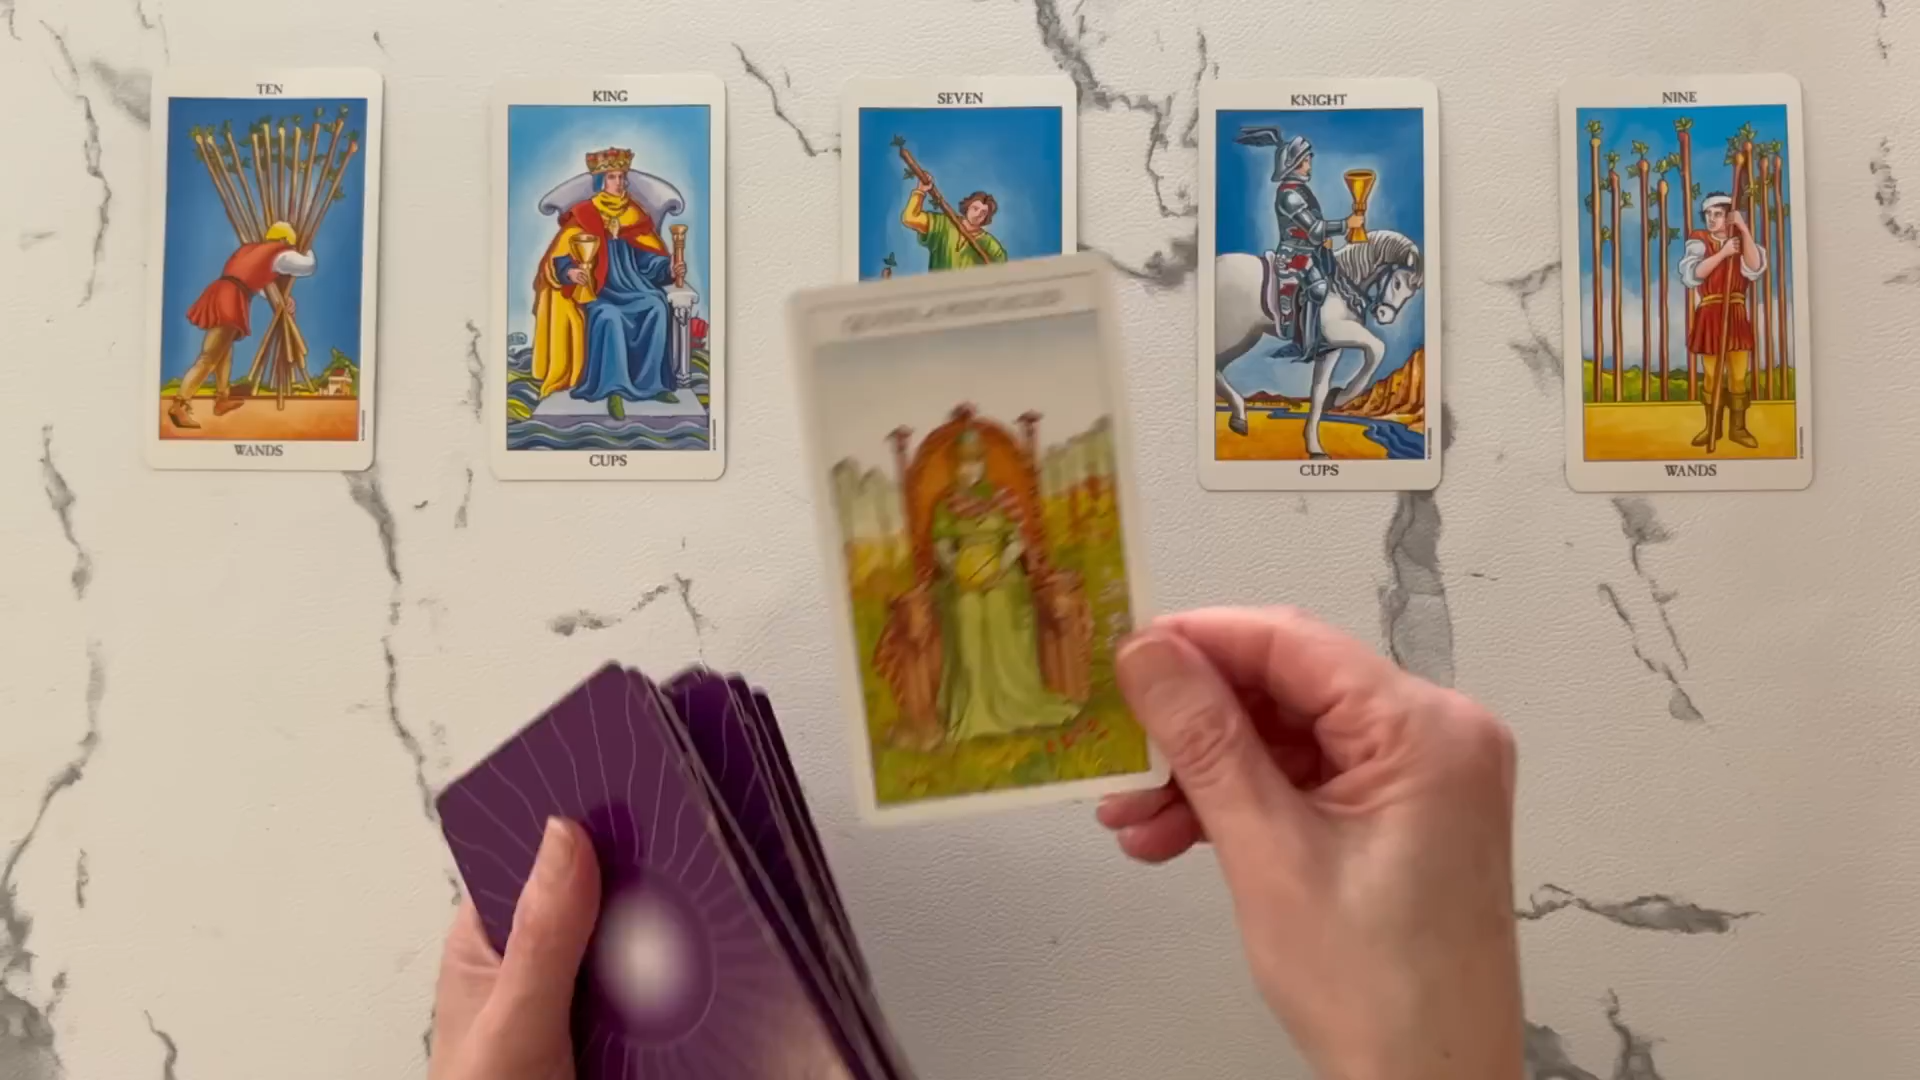 TEN
WANDS
KING
CUPS
SEVEN
KNIGHT
CUPS
NINE
WANDS